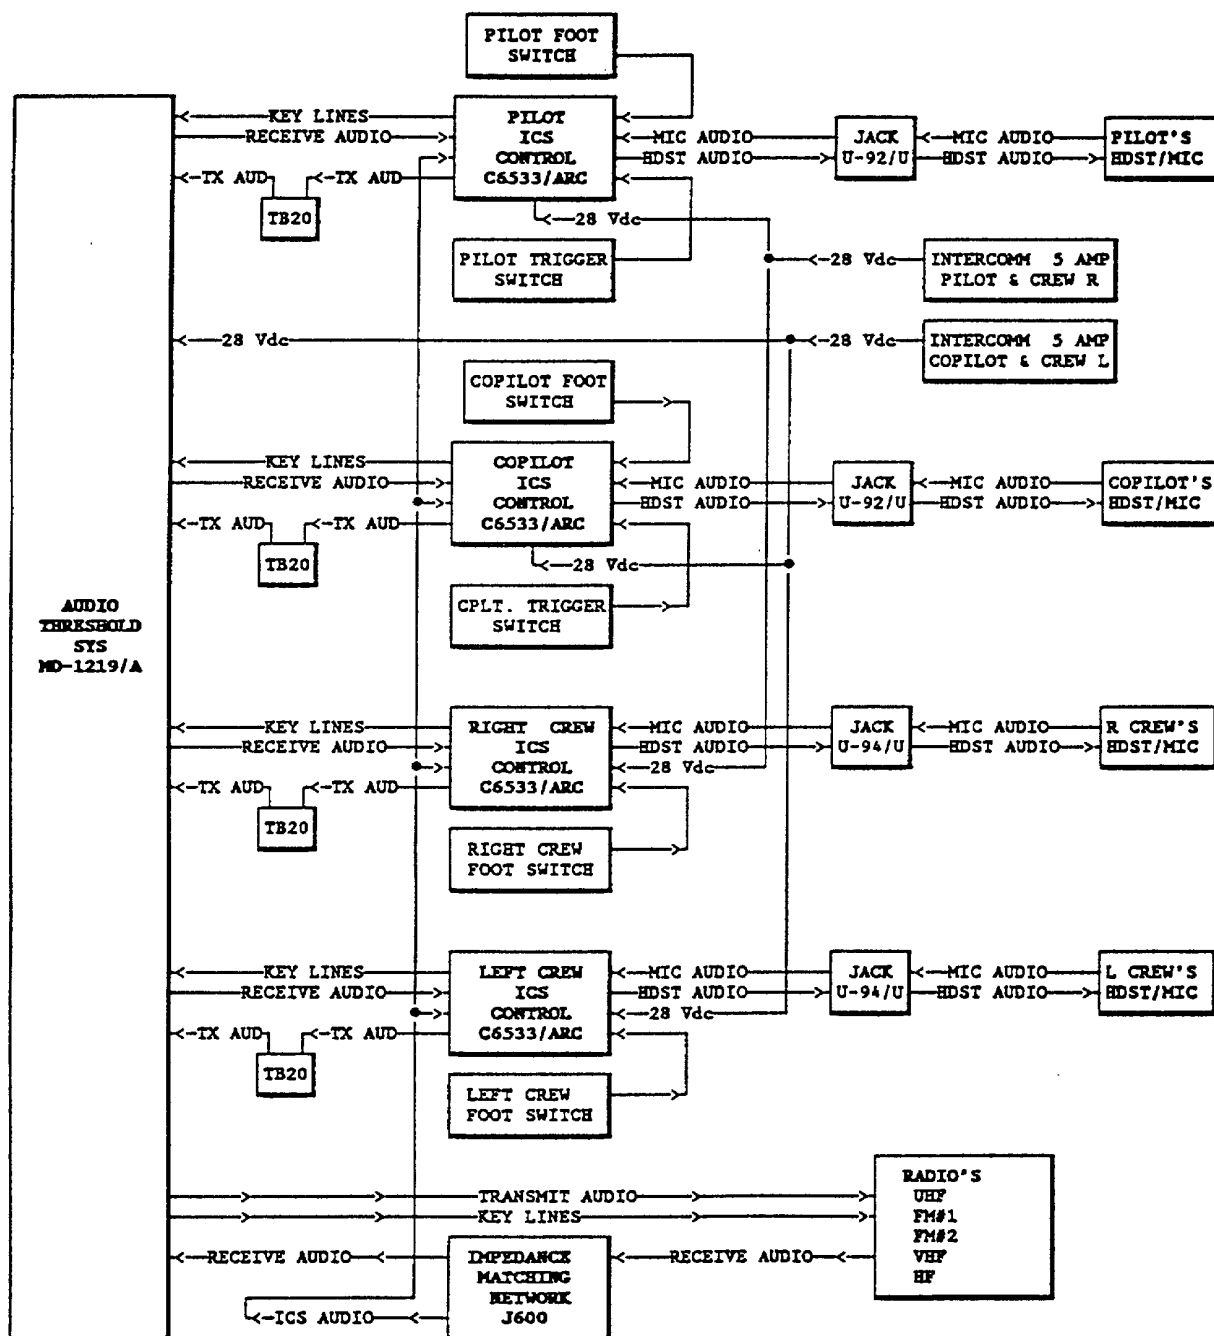 PILOT FOOT
SWITCH
KEY LINES
RECEIVE AUDIO
TX AUD
TX AUD
TB20
PILOT
ICS
CONTROL
C6533/ARC
MIC AUDIO
HDST AUDIO
JACK
U-92/U
MIC AUDIO
HDST AUDIO
PILOT'S
HDST/MIC
28 Vdc
PILOT TRIGGER
SWITCH
28 Vdc
INTERCOMM 5 AMP
PILOT & CREW R
28 Vdc
28 Vdc
INTERCOMM 5 AMP
COPILOT & CREW L
COPILOT FOOT
SWITCH
KEY LINES
RECEIVE AUDIO
TX AUD
TX AUD
TB20
COPILOT
ICS
CONTROL
C6533/ARC
MIC AUDIO
HDST AUDIO
JACK
U-92/U
MIC AUDIO
HDST AUDIO
COPILOT'S
HDST/MIC
28 Vdc
CPLT. TRIGGER
SWITCH
AUDIO
THRESHOLD
SYS
MD-1219/A
KEY LINES
RECEIVE AUDIO
TX AUD
TX AUD
TB20
RIGHT CREW
ICS
CONTROL
C6533/ARC
MIC AUDIO
HDST AUDIO
28 Vdc
JACK
U-94/U
MIC AUDIO
HDST AUDIO
R CREW'S
HDST/MIC
RIGHT CREW
FOOT SWITCH
KEY LINES
RECEIVE AUDIO
TX AUD
TX AUD
TB20
LEFT CREW
ICS
CONTROL
C6533/ARC
MIC AUDIO
HDST AUDIO
28 Vdc
JACK
U-94/U
MIC AUDIO
HDST AUDIO
L CREW'S
HDST/MIC
LEFT CREW
FOOT SWITCH
TRANSMIT AUDIO
KEY LINES
RADIO'S
UHF
FM#1
FM#2
VHF
HF
RECEIVE AUDIO
IMPEDANCE
MATCHING
NETWORK
J600
RECEIVE AUDIO
ICS AUDIO